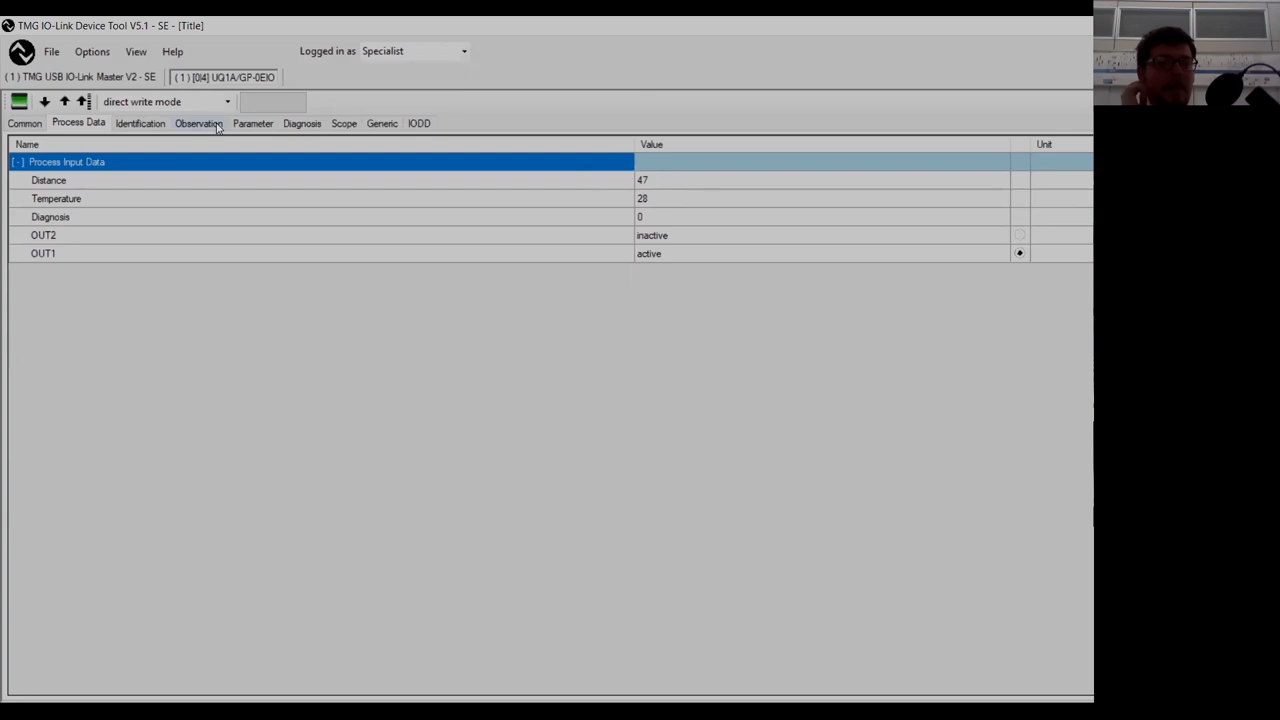 TMG IO-Link Device Tool V5.1 - SE - [Title]
File Options View Help Logged in as Specialist
( 1 ) TMG USB IO-Link Master V2 - SE ( 1 ) [0|4] UQ1A/GP-0EIO
direct write mode
Common Process Data Identification Observation Parameter Diagnosis Scope Generic IODD
Name Value Unit
[-] Process Input Data
Distance 47
Temperature 28
Diagnosis 0
OUT2 inactive
OUT1 active